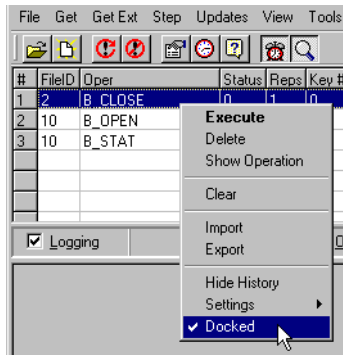 File Get Get Ext Step Updates View Tools
# FileID Oper Status Reps Key #
1 2 B_CLOSE 0 1 0
2 10 B_OPEN
3 10 B_STAT
Execute
Delete
Show Operation
Clear
Import
Export
Hide History
Settings
Docked
Logging